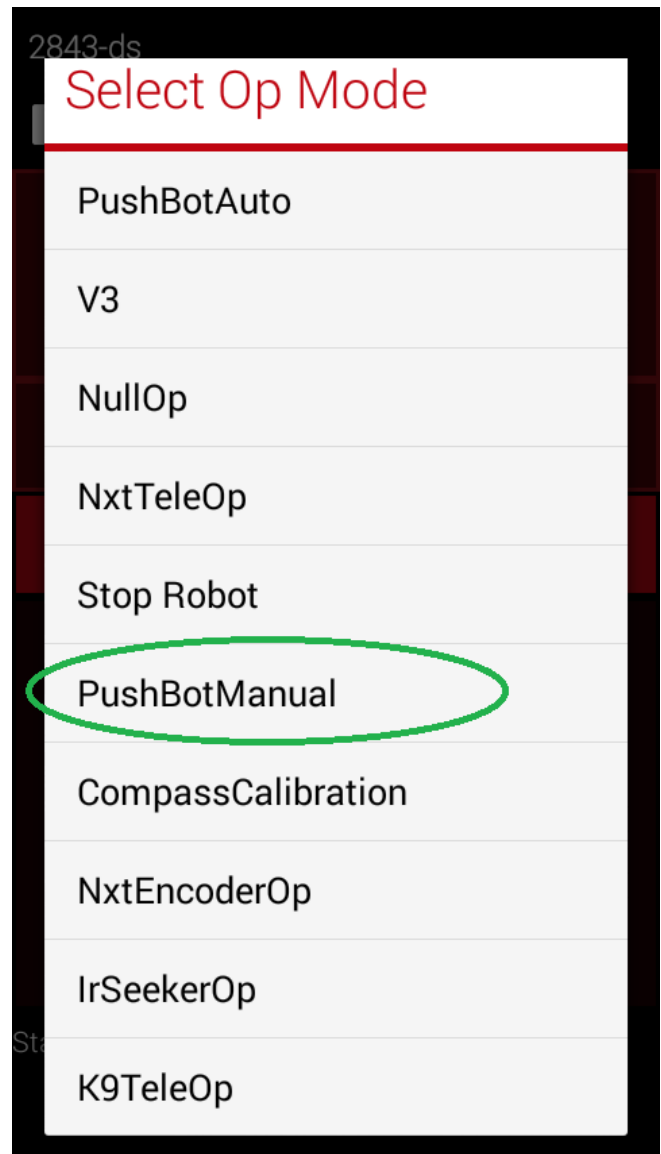 2843-ds
Select Op Mode
PushBotAuto
V3
NullOp
NxtTeleOp
Stop Robot
PushBotManual
CompassCalibration
NxtEncoderOp
IrSeekerOp
K9TeleOp